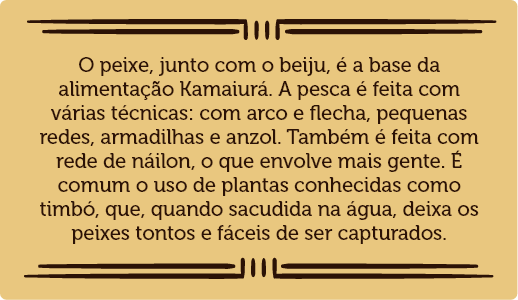 O peixe, junto com o beiju, é a base da
alimentação Kamaiurá. A pesca é feita com
várias técnicas: com arco e flecha, pequenas
redes, armadilhas e anzol. Também é feita com
rede de náilon, o que envolve mais gente. É
comum o uso de plantas conhecidas como
timbó, que, quando sacudida na água, deixa os
peixes tontos e fáceis de ser capturados.